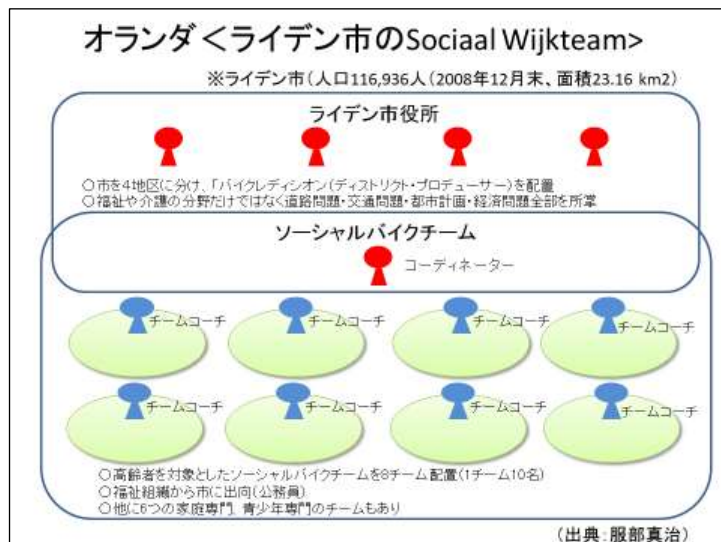 オランダ＜ライデン市のSociaal Wijkteam>
※ライデン市(人口116,936人(2008年12月末、面積23.16 km2)
ライデン市役所
○市を4地区に分け、「バイクレディシオン(ディストリクト・プロデューサー)を配置
○福祉や介護の分野だけではなく道路問題・交通問題・都市計画・経済問題全部を所掌
ソーシャルバイクチーム
コーディネーター
チームコーチ
チームコーチ
チームコーチ
チームコーチ
チームコーチ
チームコーチ
チームコーチ
チームコーチ
○高齢者を対象としたソーシャルバイクチームを8チーム配置(1チーム10名)
○福祉組織から市に出向(公務員)
○他に6つの家庭専門、青少年専門のチームもあり
(出典:服部真治)